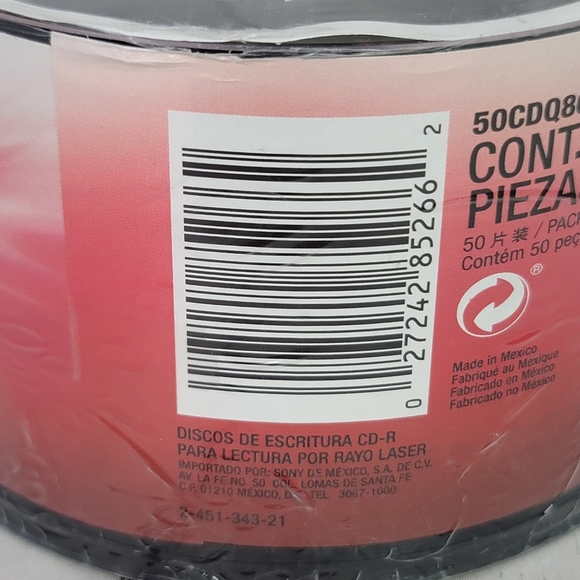 50CDQ8
CONT.
PIEZA
50 片装 / PAC
Contém 50 peç
®
Made in Mexico
Fabriqué au Mexique
Fabricado en México
Fabricado no México
0 27242 85266 2
DISCOS DE ESCRITURA CD-R
PARA LECTURA POR RAYO LASER
IMPORTADO POR: SONY DE MÉXICO, S.A. DE C.V.
AV. LA FE NO. 50 COL. LOMAS DE SANTA FE
C.P. 01210 MÉXICO, D.F. TEL. 3067-1000
2-451-343-21